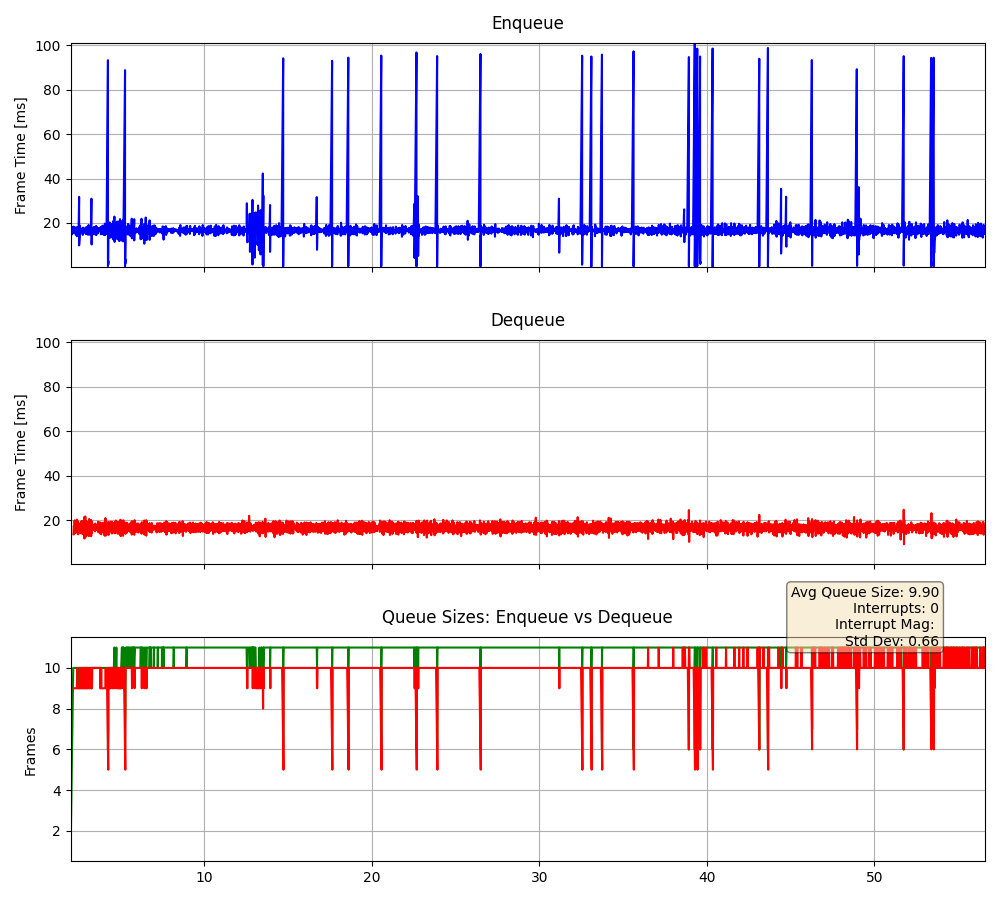 Enqueue
Frame Time [ms]
100
80
60
40
20
Dequeue
Frame Time [ms]
100
80
60
40
20
Avg Queue Size: 9.90
Interrupts: 0
Interrupt Mag:
Std Dev: 0.66
Queue Sizes: Enqueue vs Dequeue
Frames
10
8
6
4
2
10 20 30 40 50